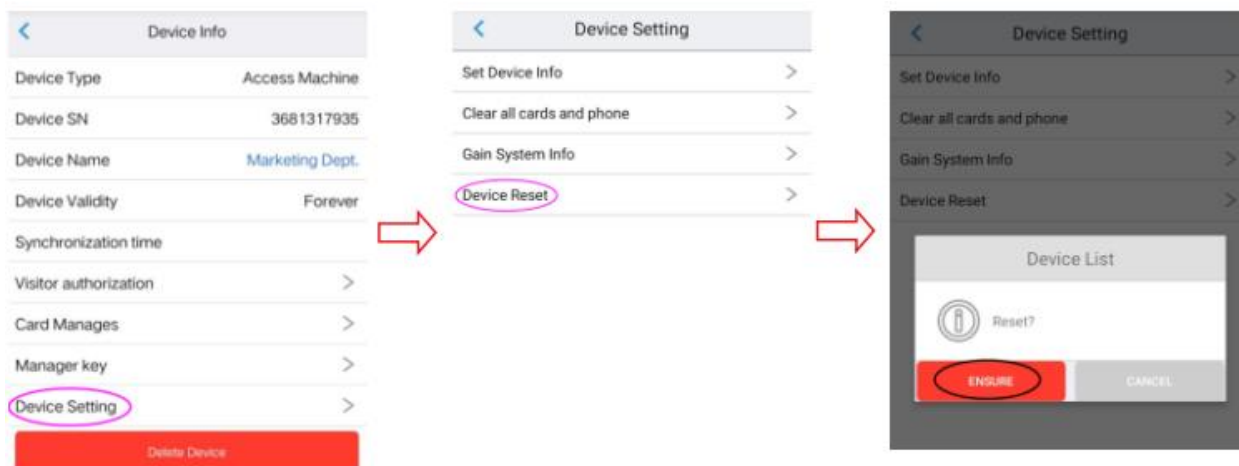 Device Info
Device Type Access Machine
Device SN 3681317935
Device Name Marketing Dept.
Device Validity Forever
Synchronization time
Visitor authorization
Card Manages
Manager key
Device Setting
Delete Device
Device Setting
Set Device Info
Clear all cards and phone
Gain System Info
Device Reset
Device Setting
Set Device Info
Clear all cards and phone
Gain System Info
Device Reset
Device List
Reset?
ENSURE CANCEL